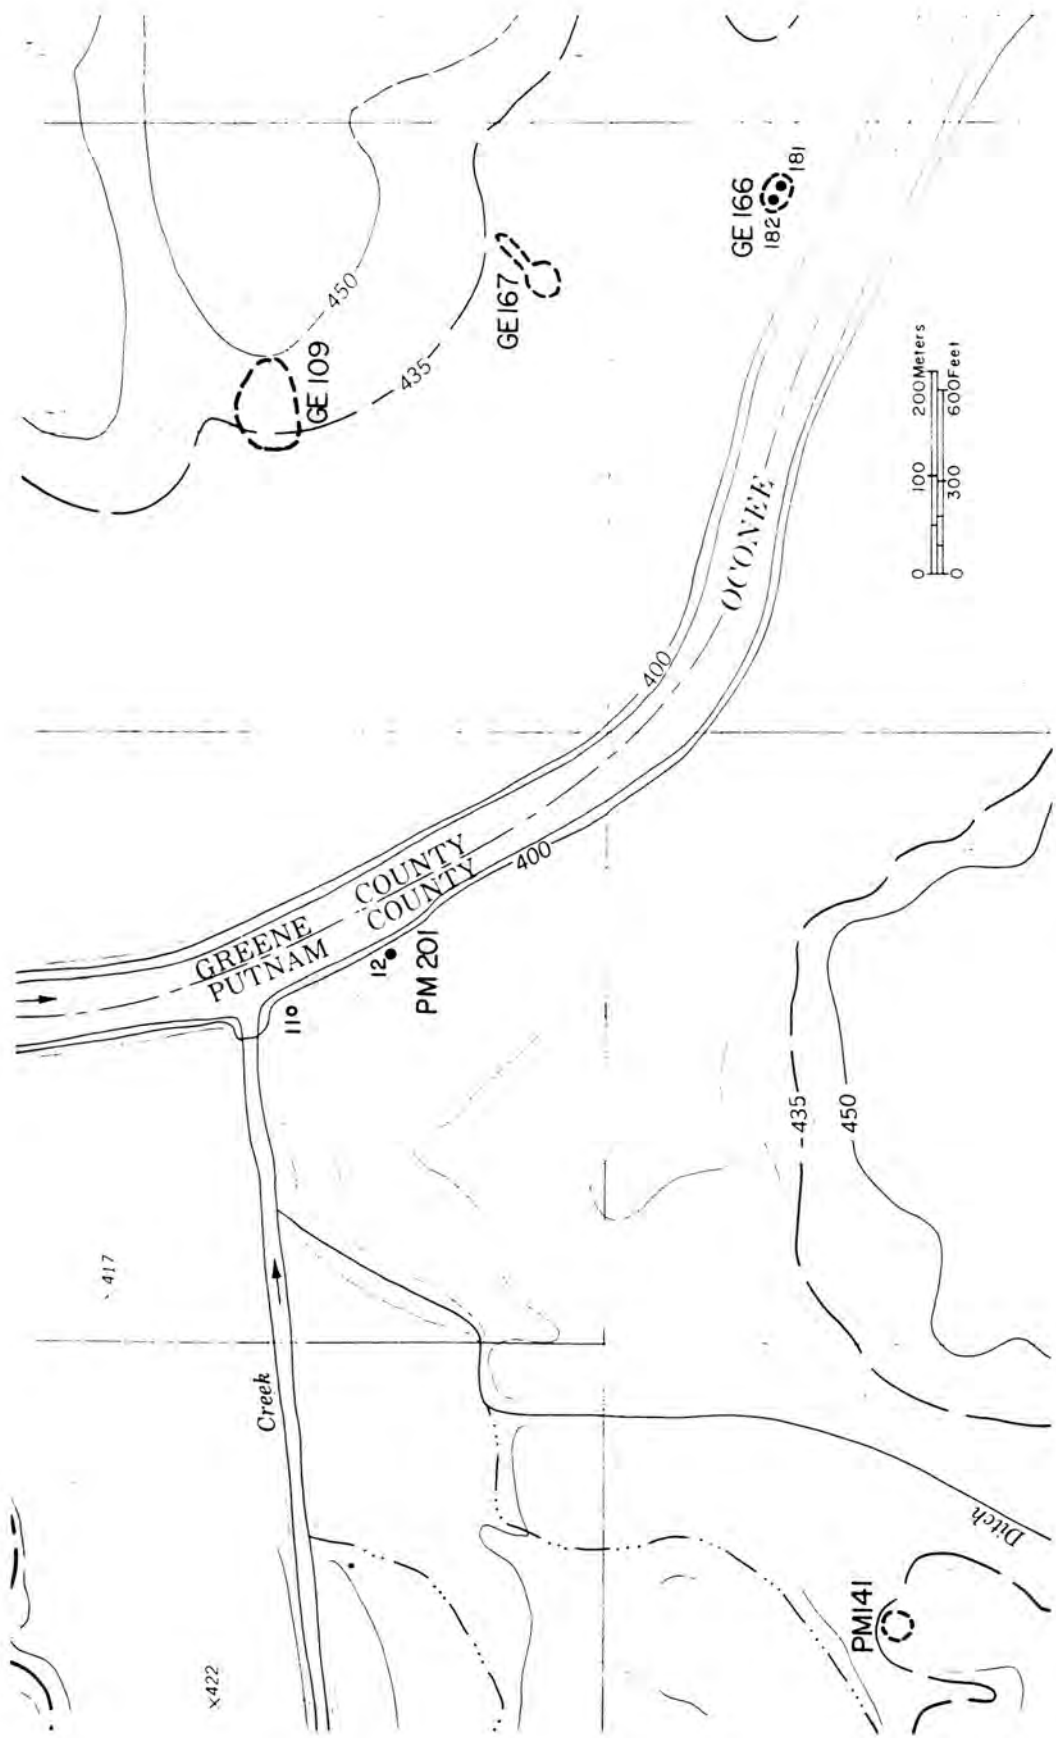 450
GE 109
435
GE 167
GE 166
182
181
0 100 200 Meters
0 300 600 Feet
OCONEE
400
GREENE COUNTY
PUTNAM COUNTY
400
11
12
PM 201
417
Creek
435
450
Ditch
PM141
x422